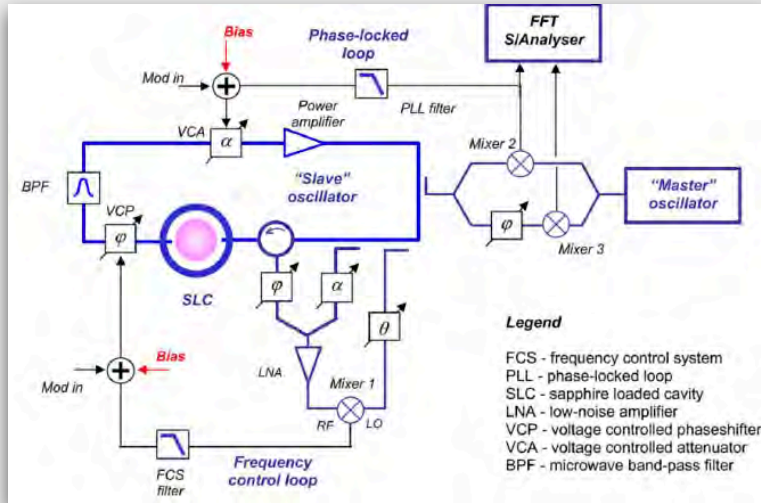 Bias
Mod in
Phase-locked
loop
FFT
S/Analyser
PLL filter
VCA
α
Power
amplifier
Mixer 2
BPF
"Slave"
oscillator
"Master"
oscillator
VCP
φ
φ
Mixer 3
SLC
φ
α
θ
Bias
Mod in
LNA
Mixer 1
RF
LO
FCS
filter
Frequency
control loop
Legend
FCS - frequency control system
PLL - phase-locked loop
SLC - sapphire loaded cavity
LNA - low-noise amplifier
VCP - voltage controlled phaseshifter
VCA - voltage controlled attenuator
BPF - microwave band-pass filter